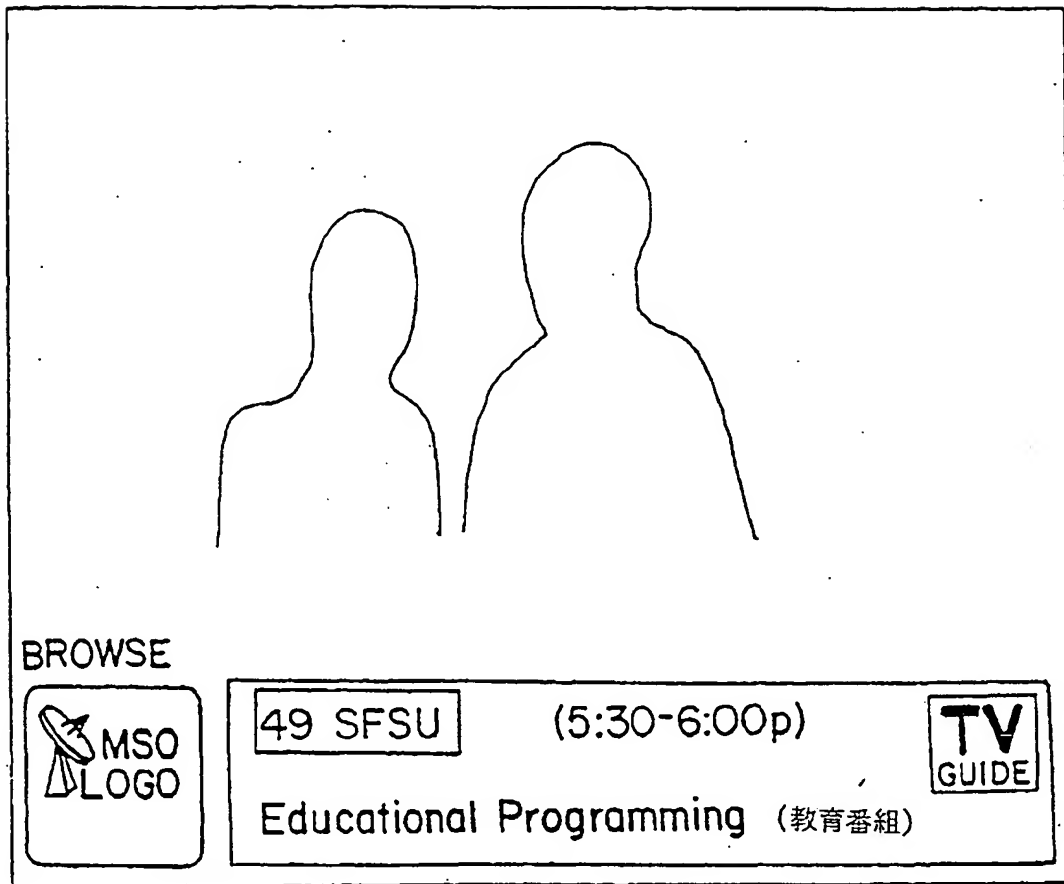 BROWSE
MSO
LOGO
49 SFSU (5:30-6:00p)
TV
GUIDE
Educational Programming (教育番組)